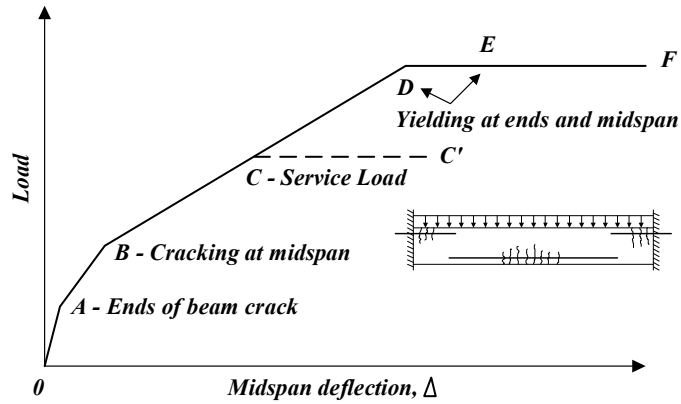 E
F
D
Yielding at ends and midspan
C'
C - Service Load
Load
B - Cracking at midspan
A - Ends of beam crack
0
Midspan deflection, Δ